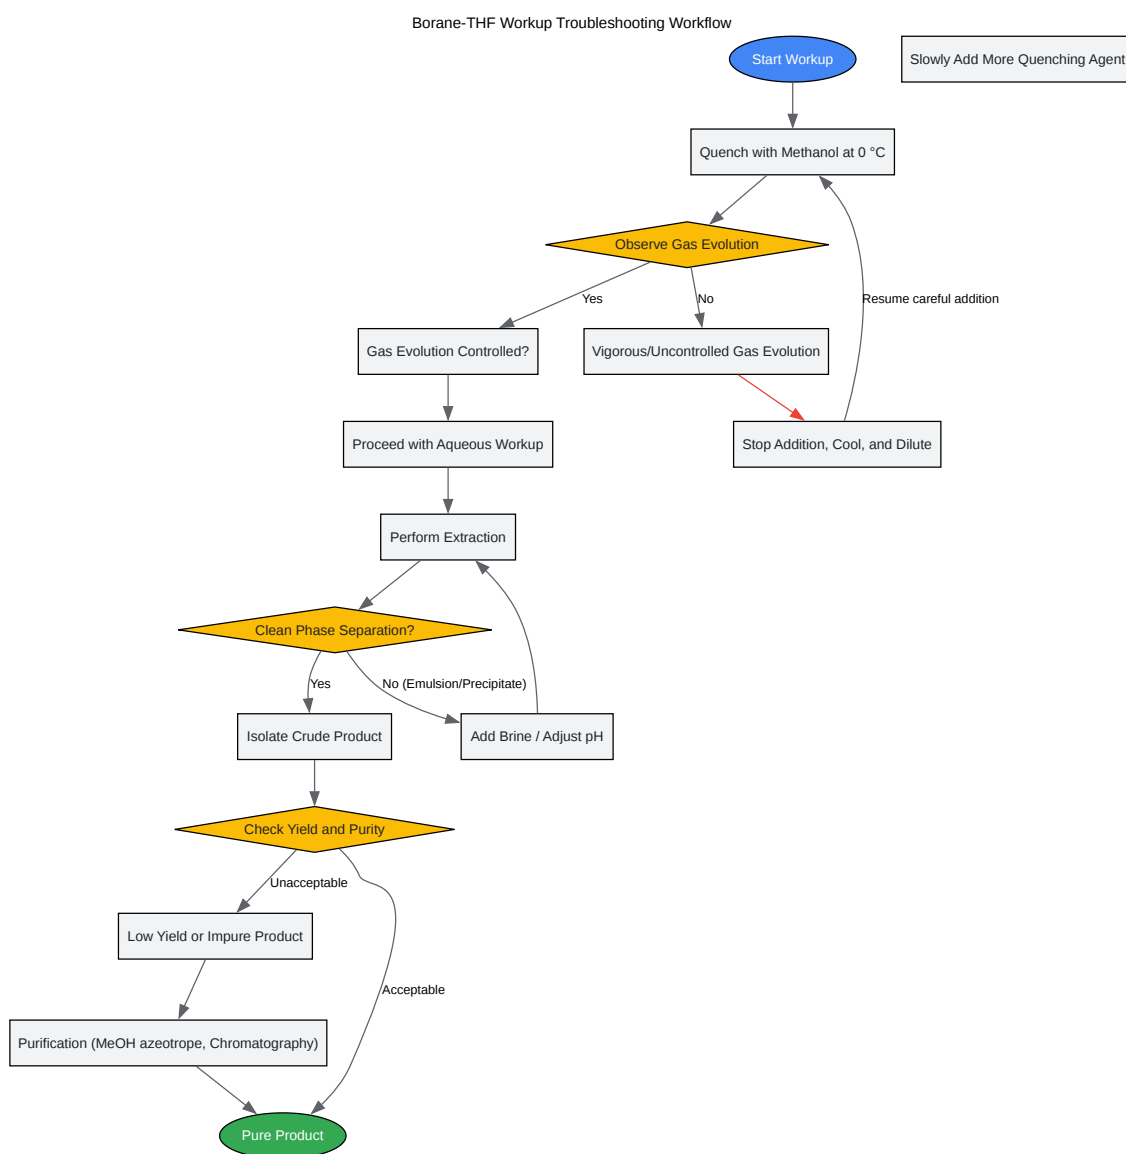 Borane-THF Workup Troubleshooting Workflow
Start Workup
Slowly Add More Quenching Agent
Quench with Methanol at 0 °C
Observe Gas Evolution
Yes
No
Resume careful addition
Gas Evolution Controlled?
Vigorous/Uncontrolled Gas Evolution
Proceed with Aqueous Workup
Stop Addition, Cool, and Dilute
Perform Extraction
Clean Phase Separation?
Yes
No (Emulsion/Precipitate)
Isolate Crude Product
Add Brine / Adjust pH
Check Yield and Purity
Unacceptable
Low Yield or Impure Product
Acceptable
Purification (MeOH azeotrope, Chromatography)
Pure Product